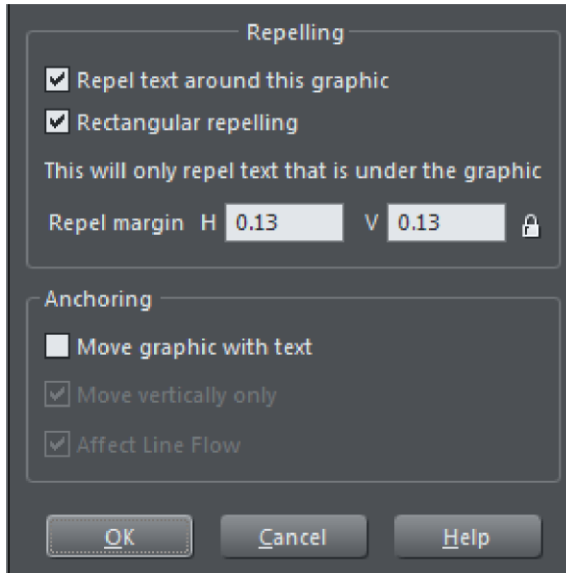 Repelling
Repel text around this graphic
Rectangular repelling
This will only repel text that is under the graphic
Repel margin H 0.13 V 0.13
Anchoring
Move graphic with text
Move vertically only
Affect Line Flow
OK Cancel Help